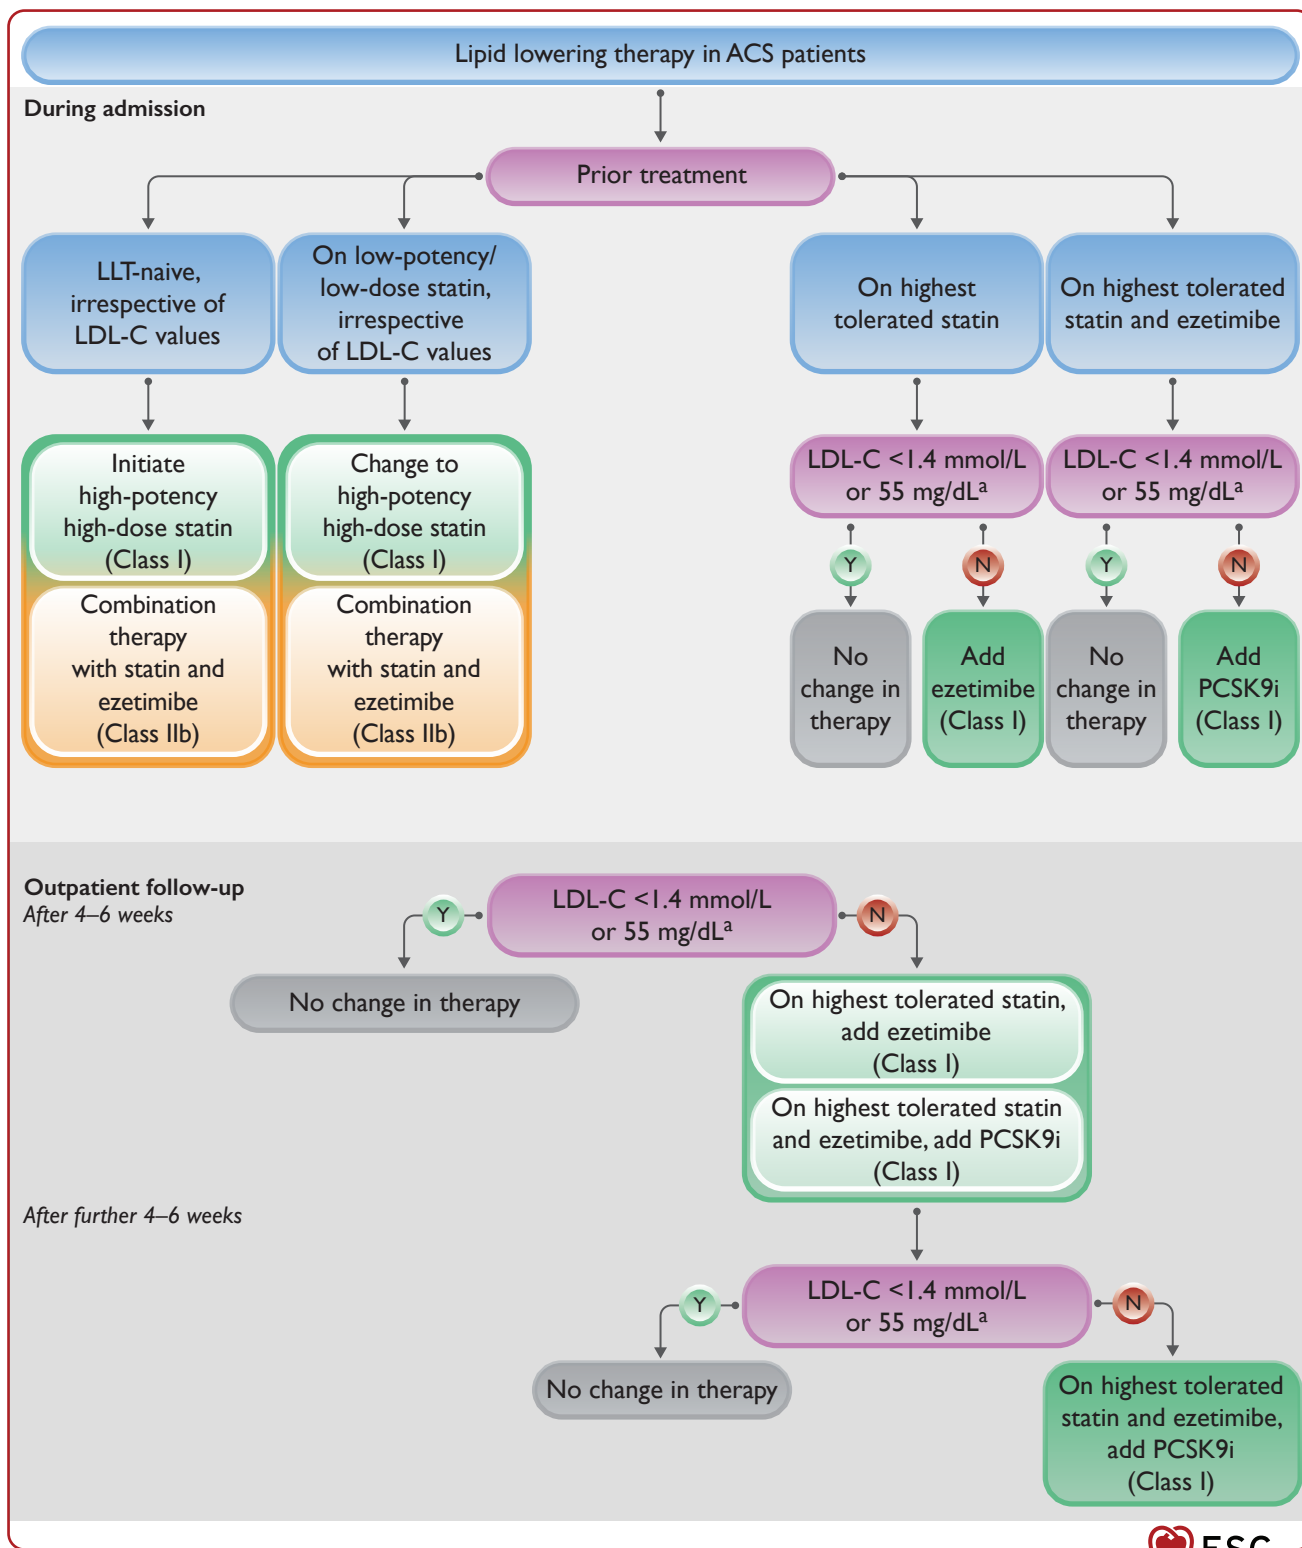 Lipid lowering therapy in ACS patients
During admission
Prior treatment
LLT-naive,
irrespective of
LDL-C values
On low-potency/
low-dose statin,
irrespective
of LDL-C values
On highest
tolerated statin
On highest tolerated
statin and ezetimibe
Initiate
high-potency
high-dose statin
(Class I)
Combination
therapy
with statin and
ezetimibe
(Class IIb)
Change to
high-potency
high-dose statin
(Class I)
Combination
therapy
with statin and
ezetimibe
(Class IIb)
LDL-C <1.4 mmol/L
or 55 mg/dLᵃ
Y
N
No
change in
therapy
Add
ezetimibe
(Class I)
LDL-C <1.4 mmol/L
or 55 mg/dLᵃ
Y
N
No
change in
therapy
Add
PCSK9i
(Class I)
Outpatient follow-up
After 4–6 weeks
LDL-C <1.4 mmol/L
or 55 mg/dLᵃ
Y
N
No change in therapy
On highest tolerated statin,
add ezetimibe
(Class I)
On highest tolerated statin
and ezetimibe, add PCSK9i
(Class I)
After further 4–6 weeks
LDL-C <1.4 mmol/L
or 55 mg/dLᵃ
Y
N
No change in therapy
On highest tolerated
statin and ezetimibe,
add PCSK9i
(Class I)
ESC